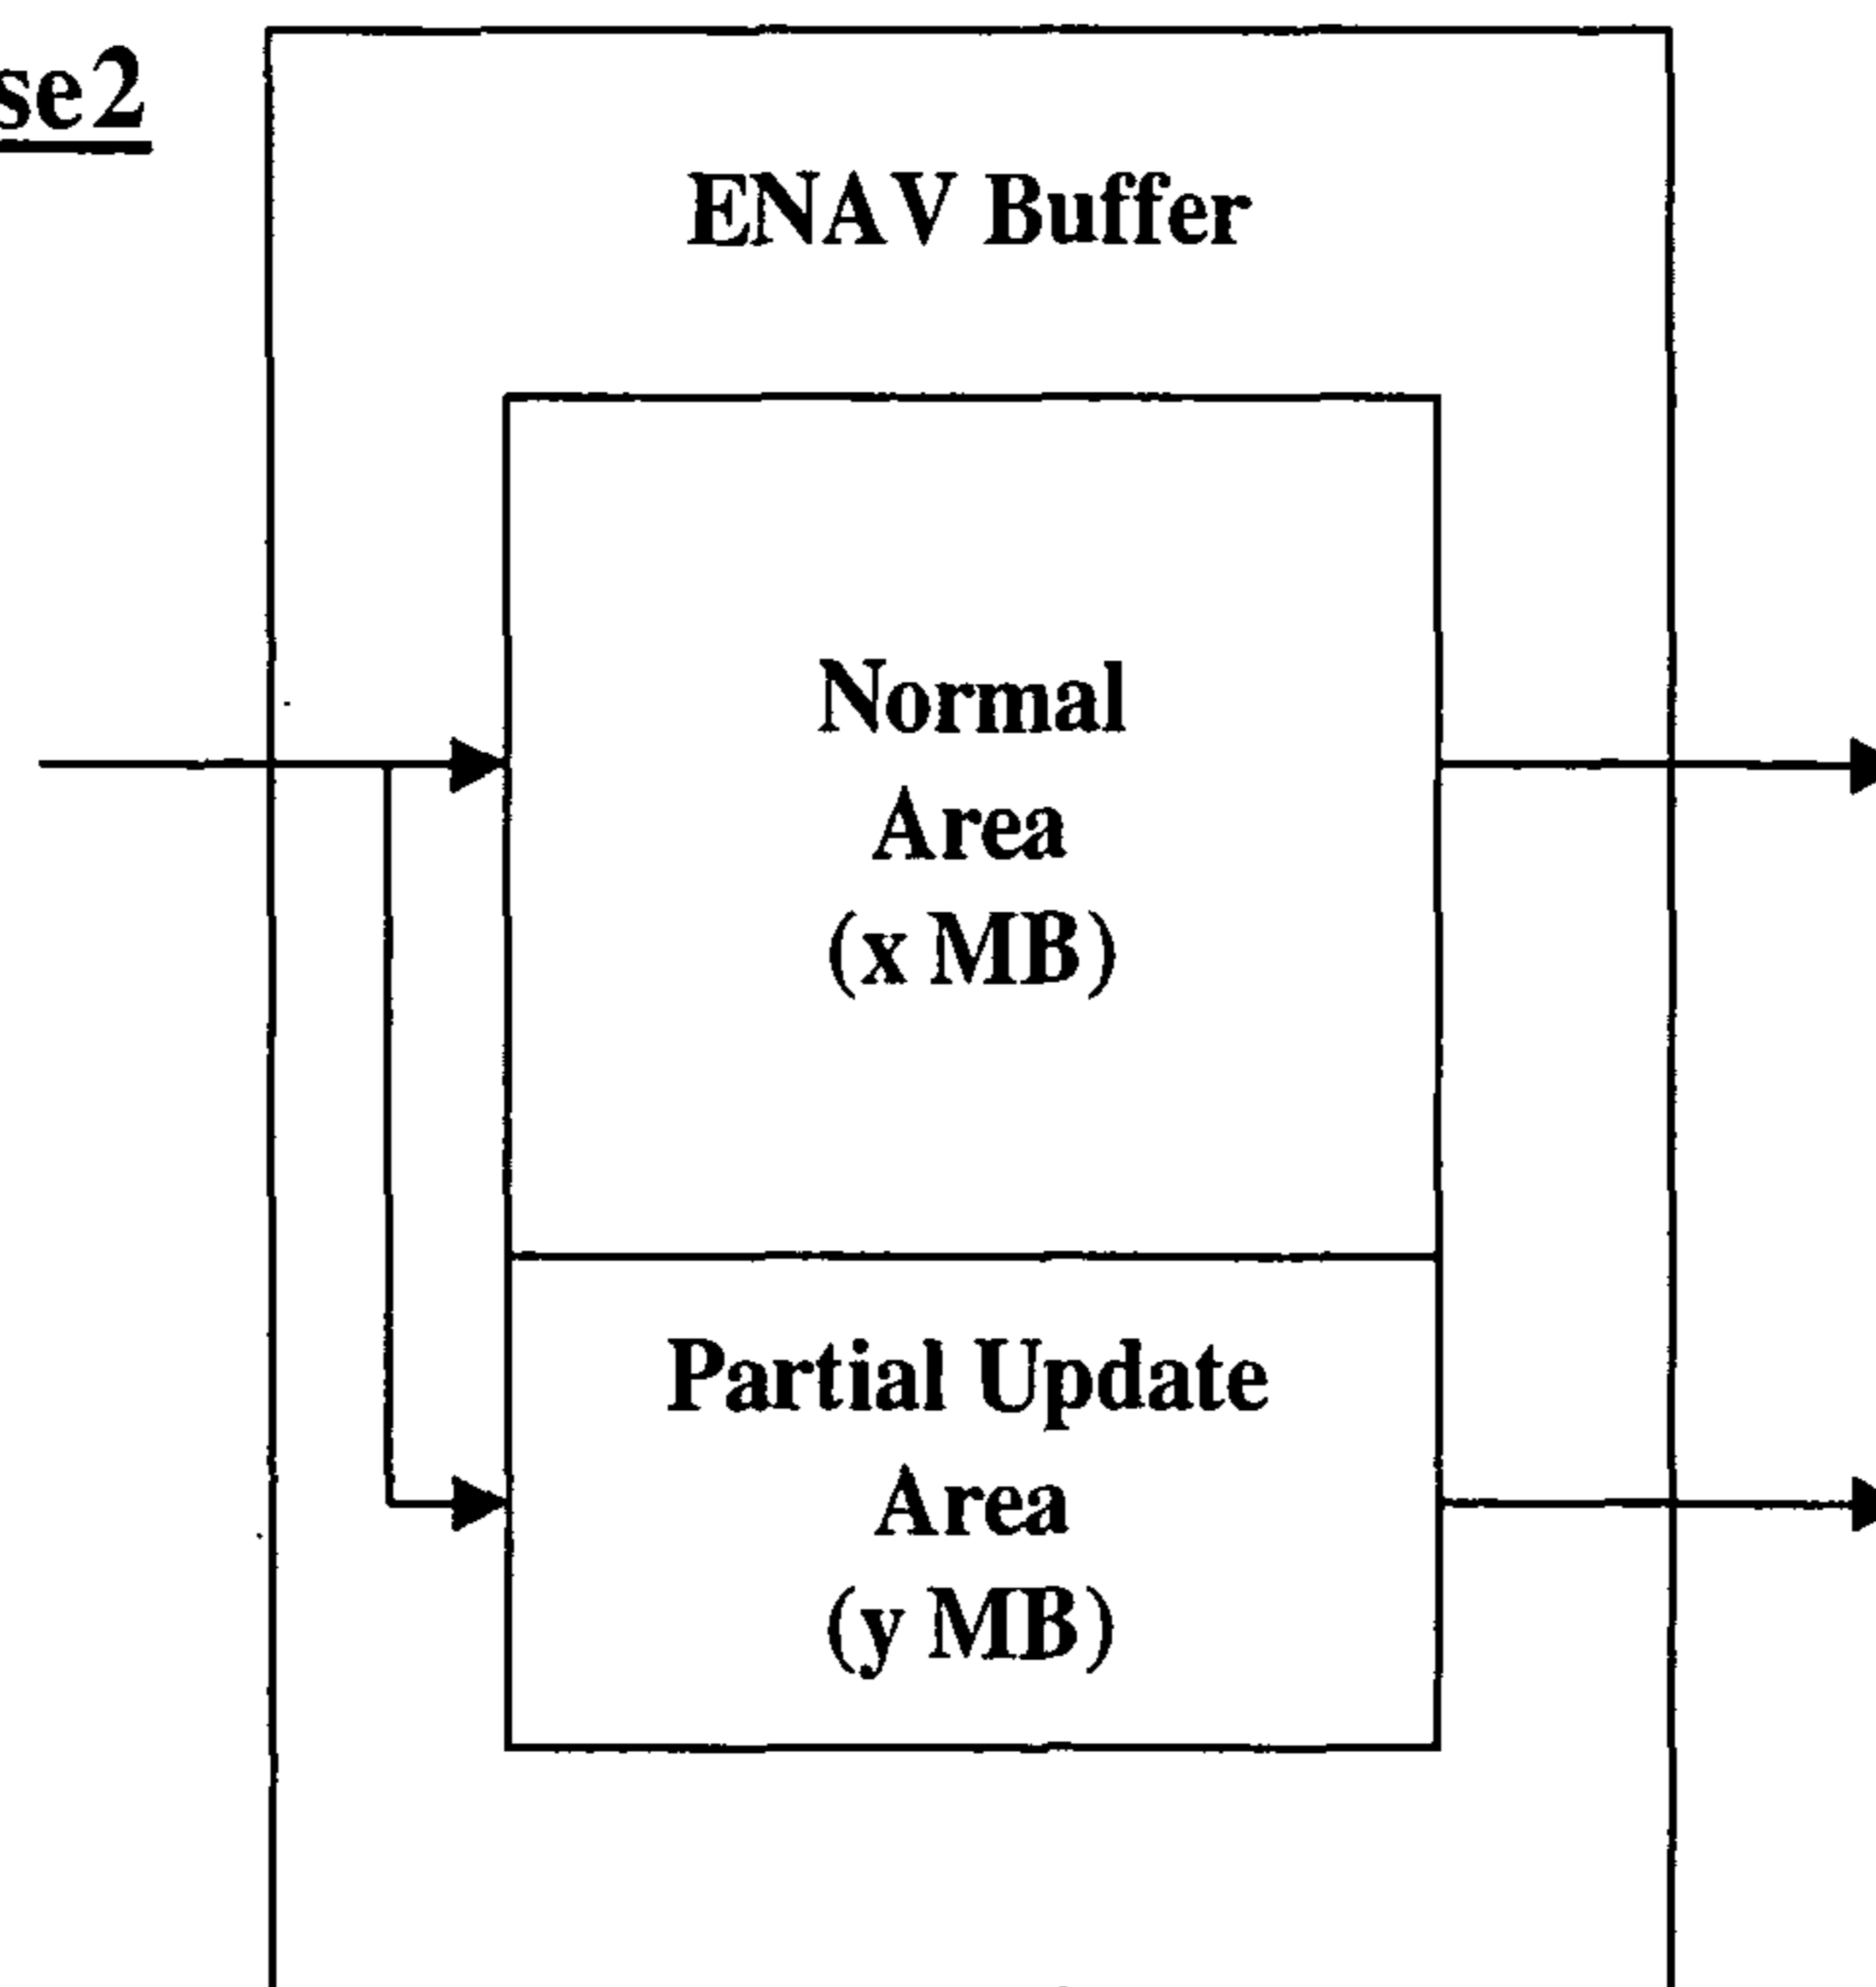 se2
ENAV Buffer
Normal
Area
(x MB)
Partial Update
Area
(y MB)